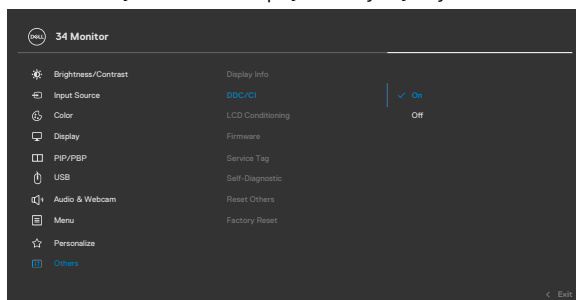 DELL 34 Monitor
Brightness/Contrast Display Info
Input Source DDC/CI ✓ On
Color LCD Conditioning Off
Display Firmware
PIP/PBP Service Tag
USB Self-Diagnostic
Audio & Webcam Reset Others
Menu Factory Reset
Personalize
Others
< Exit